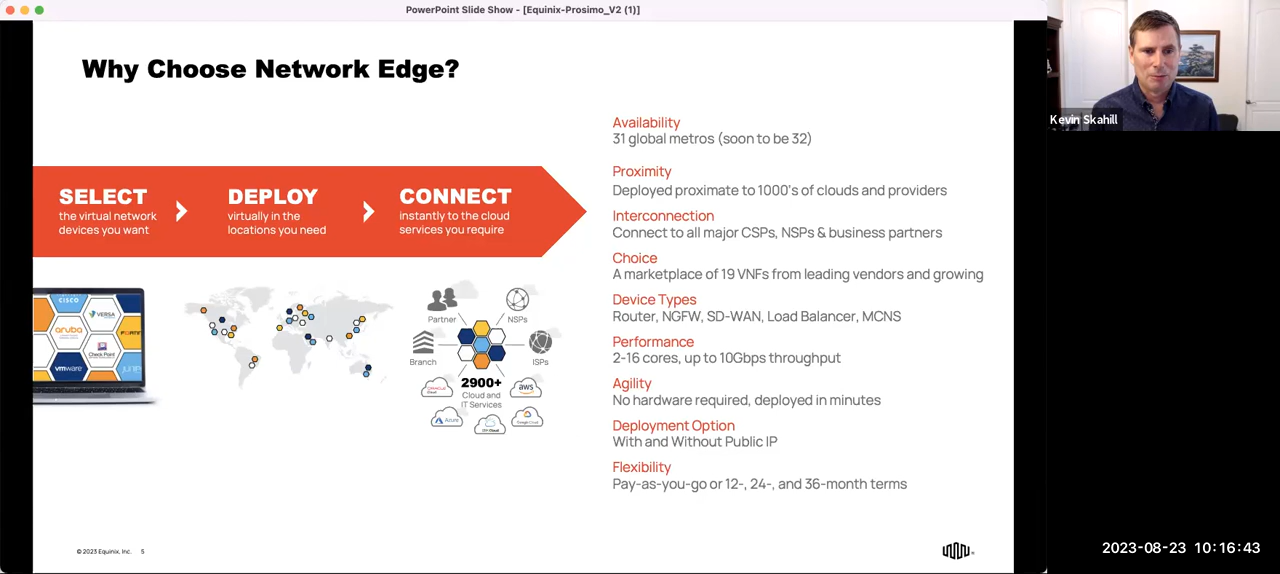 PowerPoint Slide Show - [Equinix-Prosimo_V2 (1)]
Why Choose Network Edge?
SELECT
the virtual network
devices you want
DEPLOY
virtually in the
locations you need
CONNECT
instantly to the cloud
services you require
CISCO
VERSA
aruba
Check Point
vmware
Partner
NSPs
Branch
ISPs
2900+
Cloud and
IT Services
aws
Azure
Google Cloud
Availability
31 global metros (soon to be 32)
Proximity
Deployed proximate to 1000's of clouds and providers
Interconnection
Connect to all major CSPs, NSPs & business partners
Choice
A marketplace of 19 VNFs from leading vendors and growing
Device Types
Router, NGFW, SD-WAN, Load Balancer, MCNS
Performance
2-16 cores, up to 10Gbps throughput
Agility
No hardware required, deployed in minutes
Deployment Option
With and Without Public IP
Flexibility
Pay-as-you-go or 12-, 24-, and 36-month terms
© 2023 Equinix, Inc. 5
Kevin Skahill
2023-08-23 10:16:43